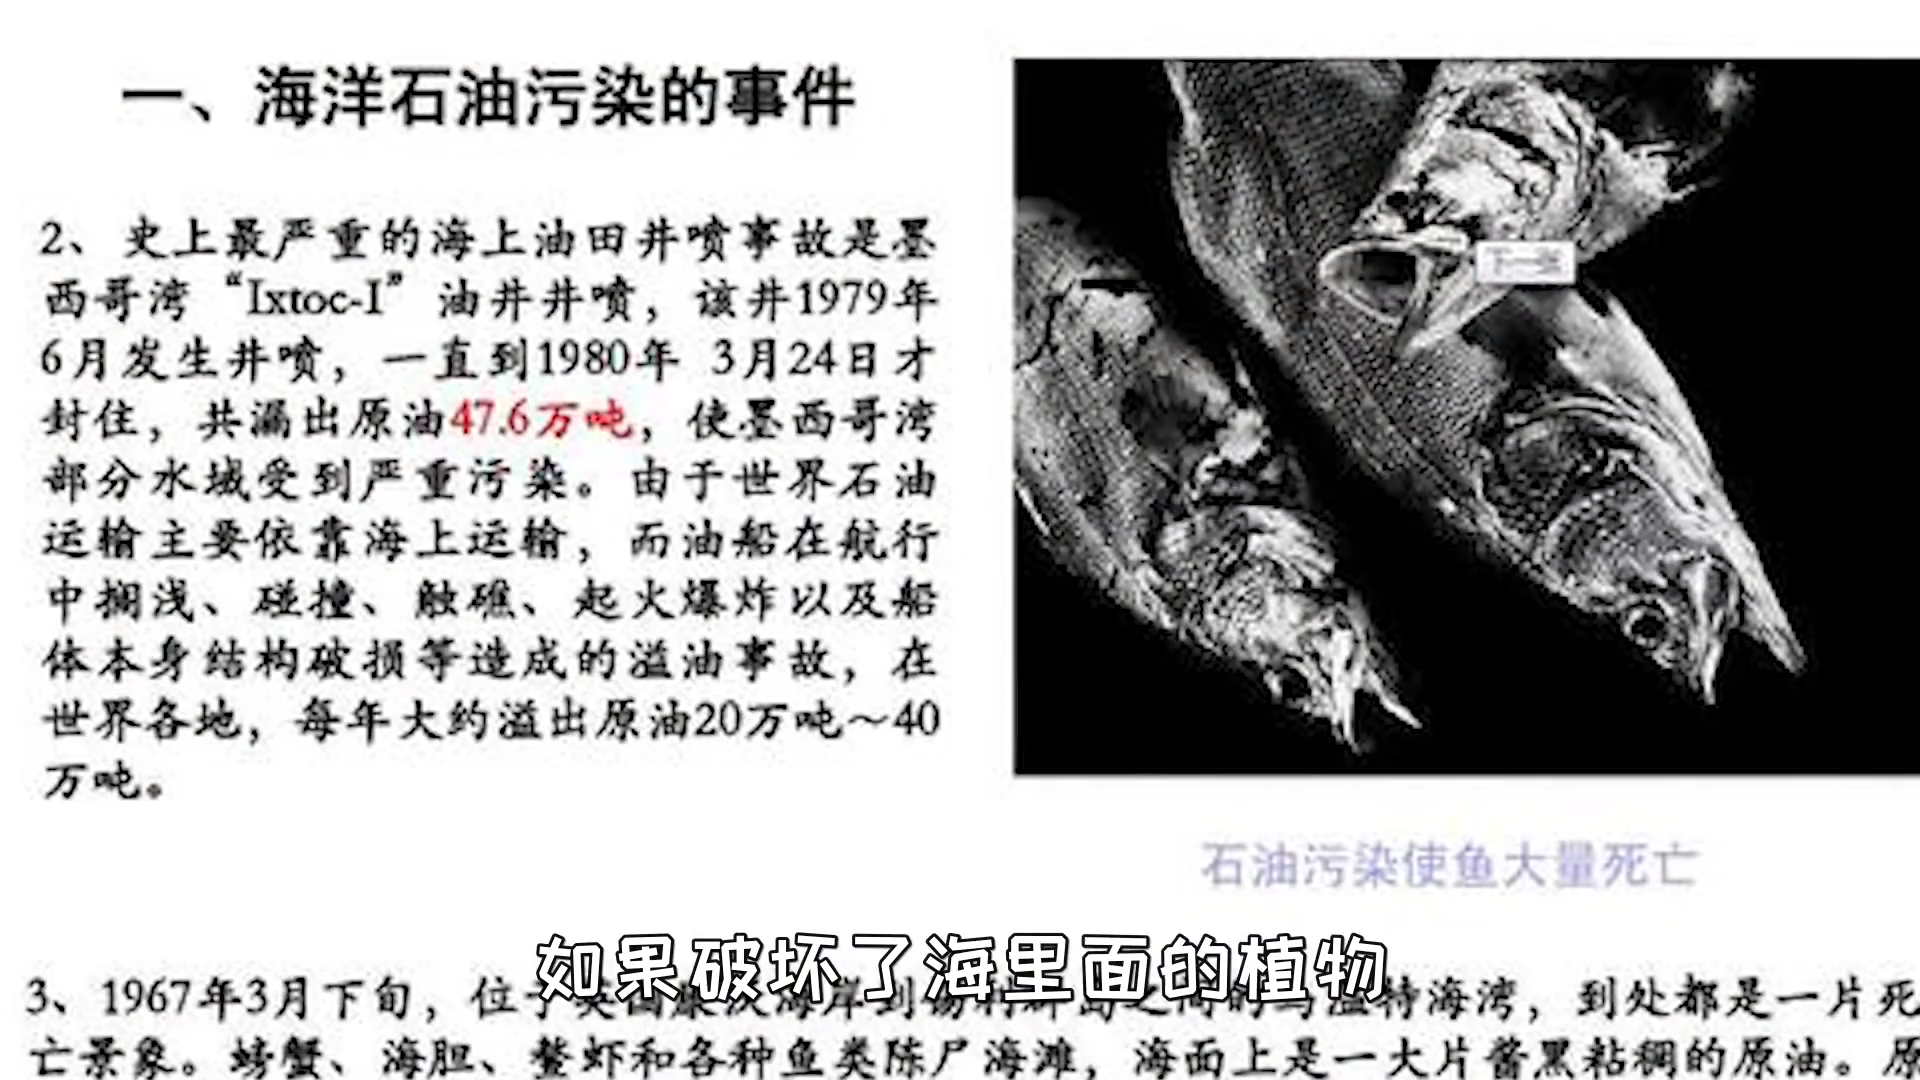 一、海洋石油污染的事件
2、史上最严重的海上油田井喷事故是墨
西哥湾“Ixtoc-I”油井井喷，该井1979年
6月发生井喷，一直到1980年 3月24日才
封住，共漏出原油47.6万吨，使墨西哥湾
部分水域受到严重污染。由于世界石油
运输主要依靠海上运输，而油船在航行
中搁浅、碰撞、触礁、起火爆炸以及船
体本身结构破损等造成的溢油事故，在
世界各地，每年大约溢出原油20万吨～40
万吨。
石油污染使鱼大量死亡
如果破坏了海里面的植物
3、1967年3月下旬，位于 海岸到 特海湾，到处都是一片死
亡景象。螃蟹、海胆、鳌虾和各种鱼类陈尸海滩，海面上是一大片酱黑粘稠的原油。原